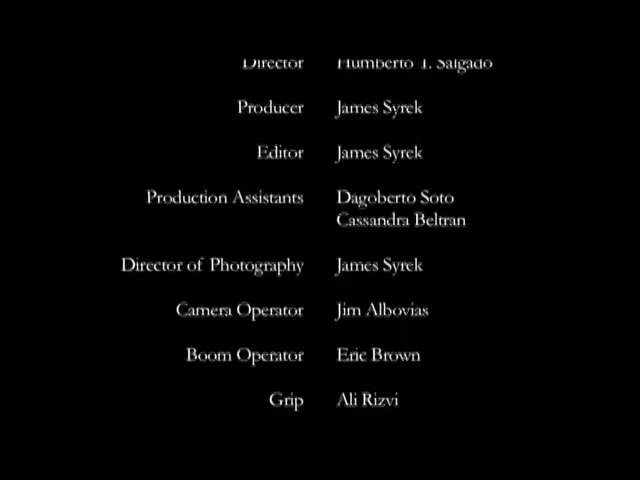 Director Humberto T. Salgado
Producer James Syrek
Editor James Syrek
Production Assistants Dagoberto Soto
Cassandra Beltran
Director of Photography James Syrek
Camera Operator Jim Albovias
Boom Operator Eric Brown
Grip Ali Rizvi